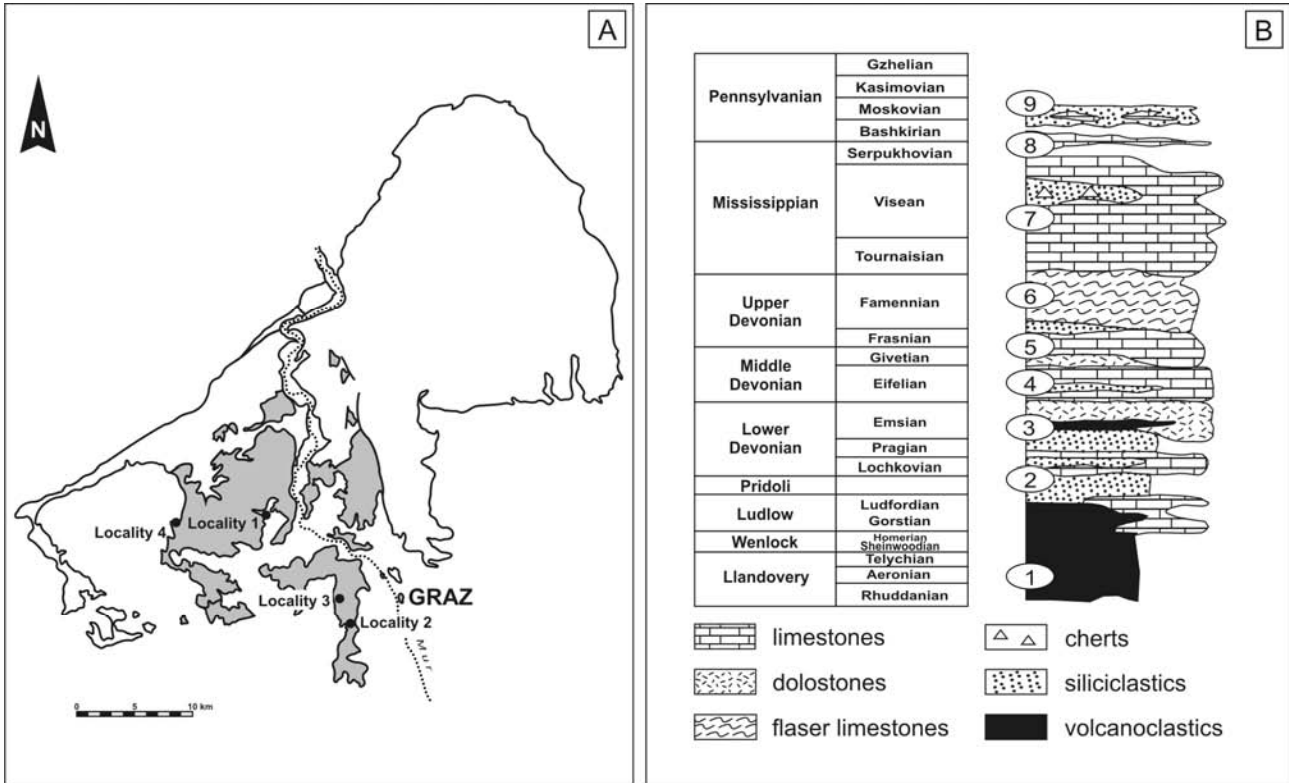 A
N
Locality 4
Locality 1
Locality 3
GRAZ
Locality 2
Mur
0 5 10 km
B
Pennsylvanian
Gzhelian
Kasimovian
Moskovian
Bashkirian
Mississippian
Serpukhovian
Visean
Tournaisian
Upper
Devonian
Famennian
Frasnian
Middle
Devonian
Givetian
Eifelian
Lower
Devonian
Emsian
Pragian
Lochkovian
Pridoli
Ludlow
Ludfordian
Gorstian
Wenlock
Homerian
Sheinwoodian
Llandovery
Telychian
Aeronian
Rhuddanian
9
8
7
6
5
4
3
2
1
limestones
cherts
dolostones
siliciclastics
flaser limestones
volcanoclastics